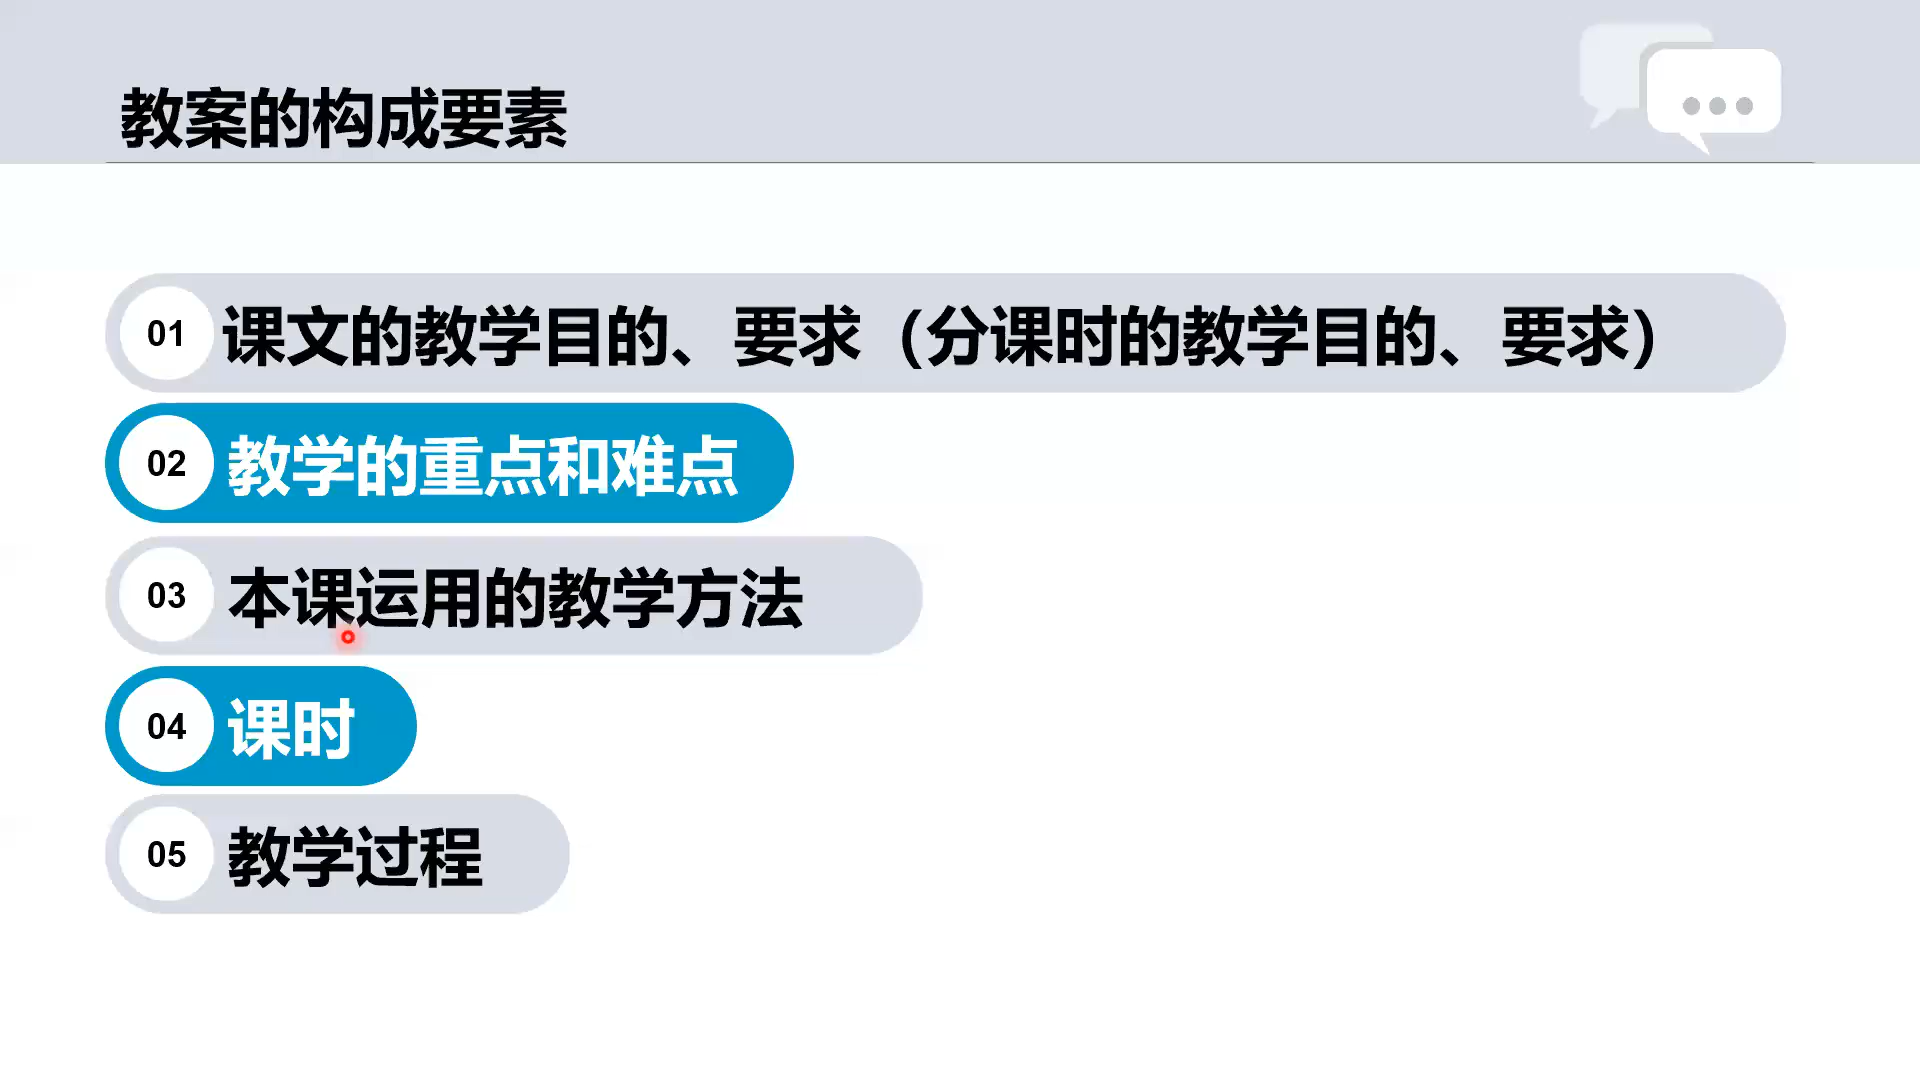 教案的构成要素
01 课文的教学目的、要求（分课时的教学目的、要求）
02 教学的重点和难点
03 本课运用的教学方法
04 课时
05 教学过程